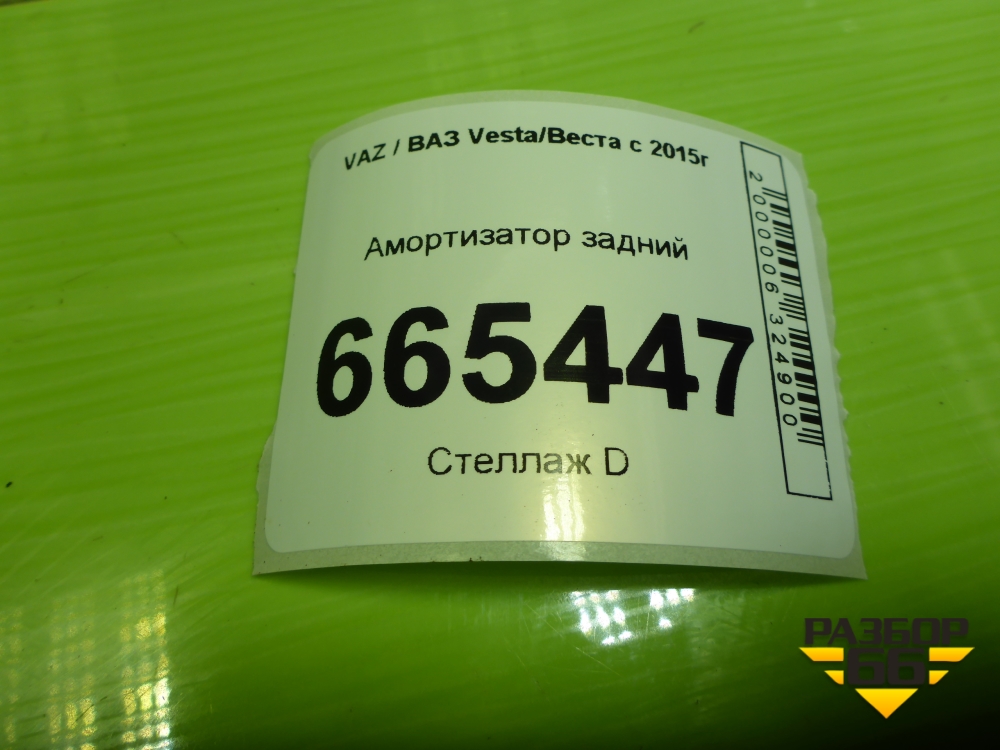 VAZ / ВАЗ Vesta/Веста с 2015г
Амортизатор задний
665447
Стеллаж D
2000006324900
РАЗБОР
66